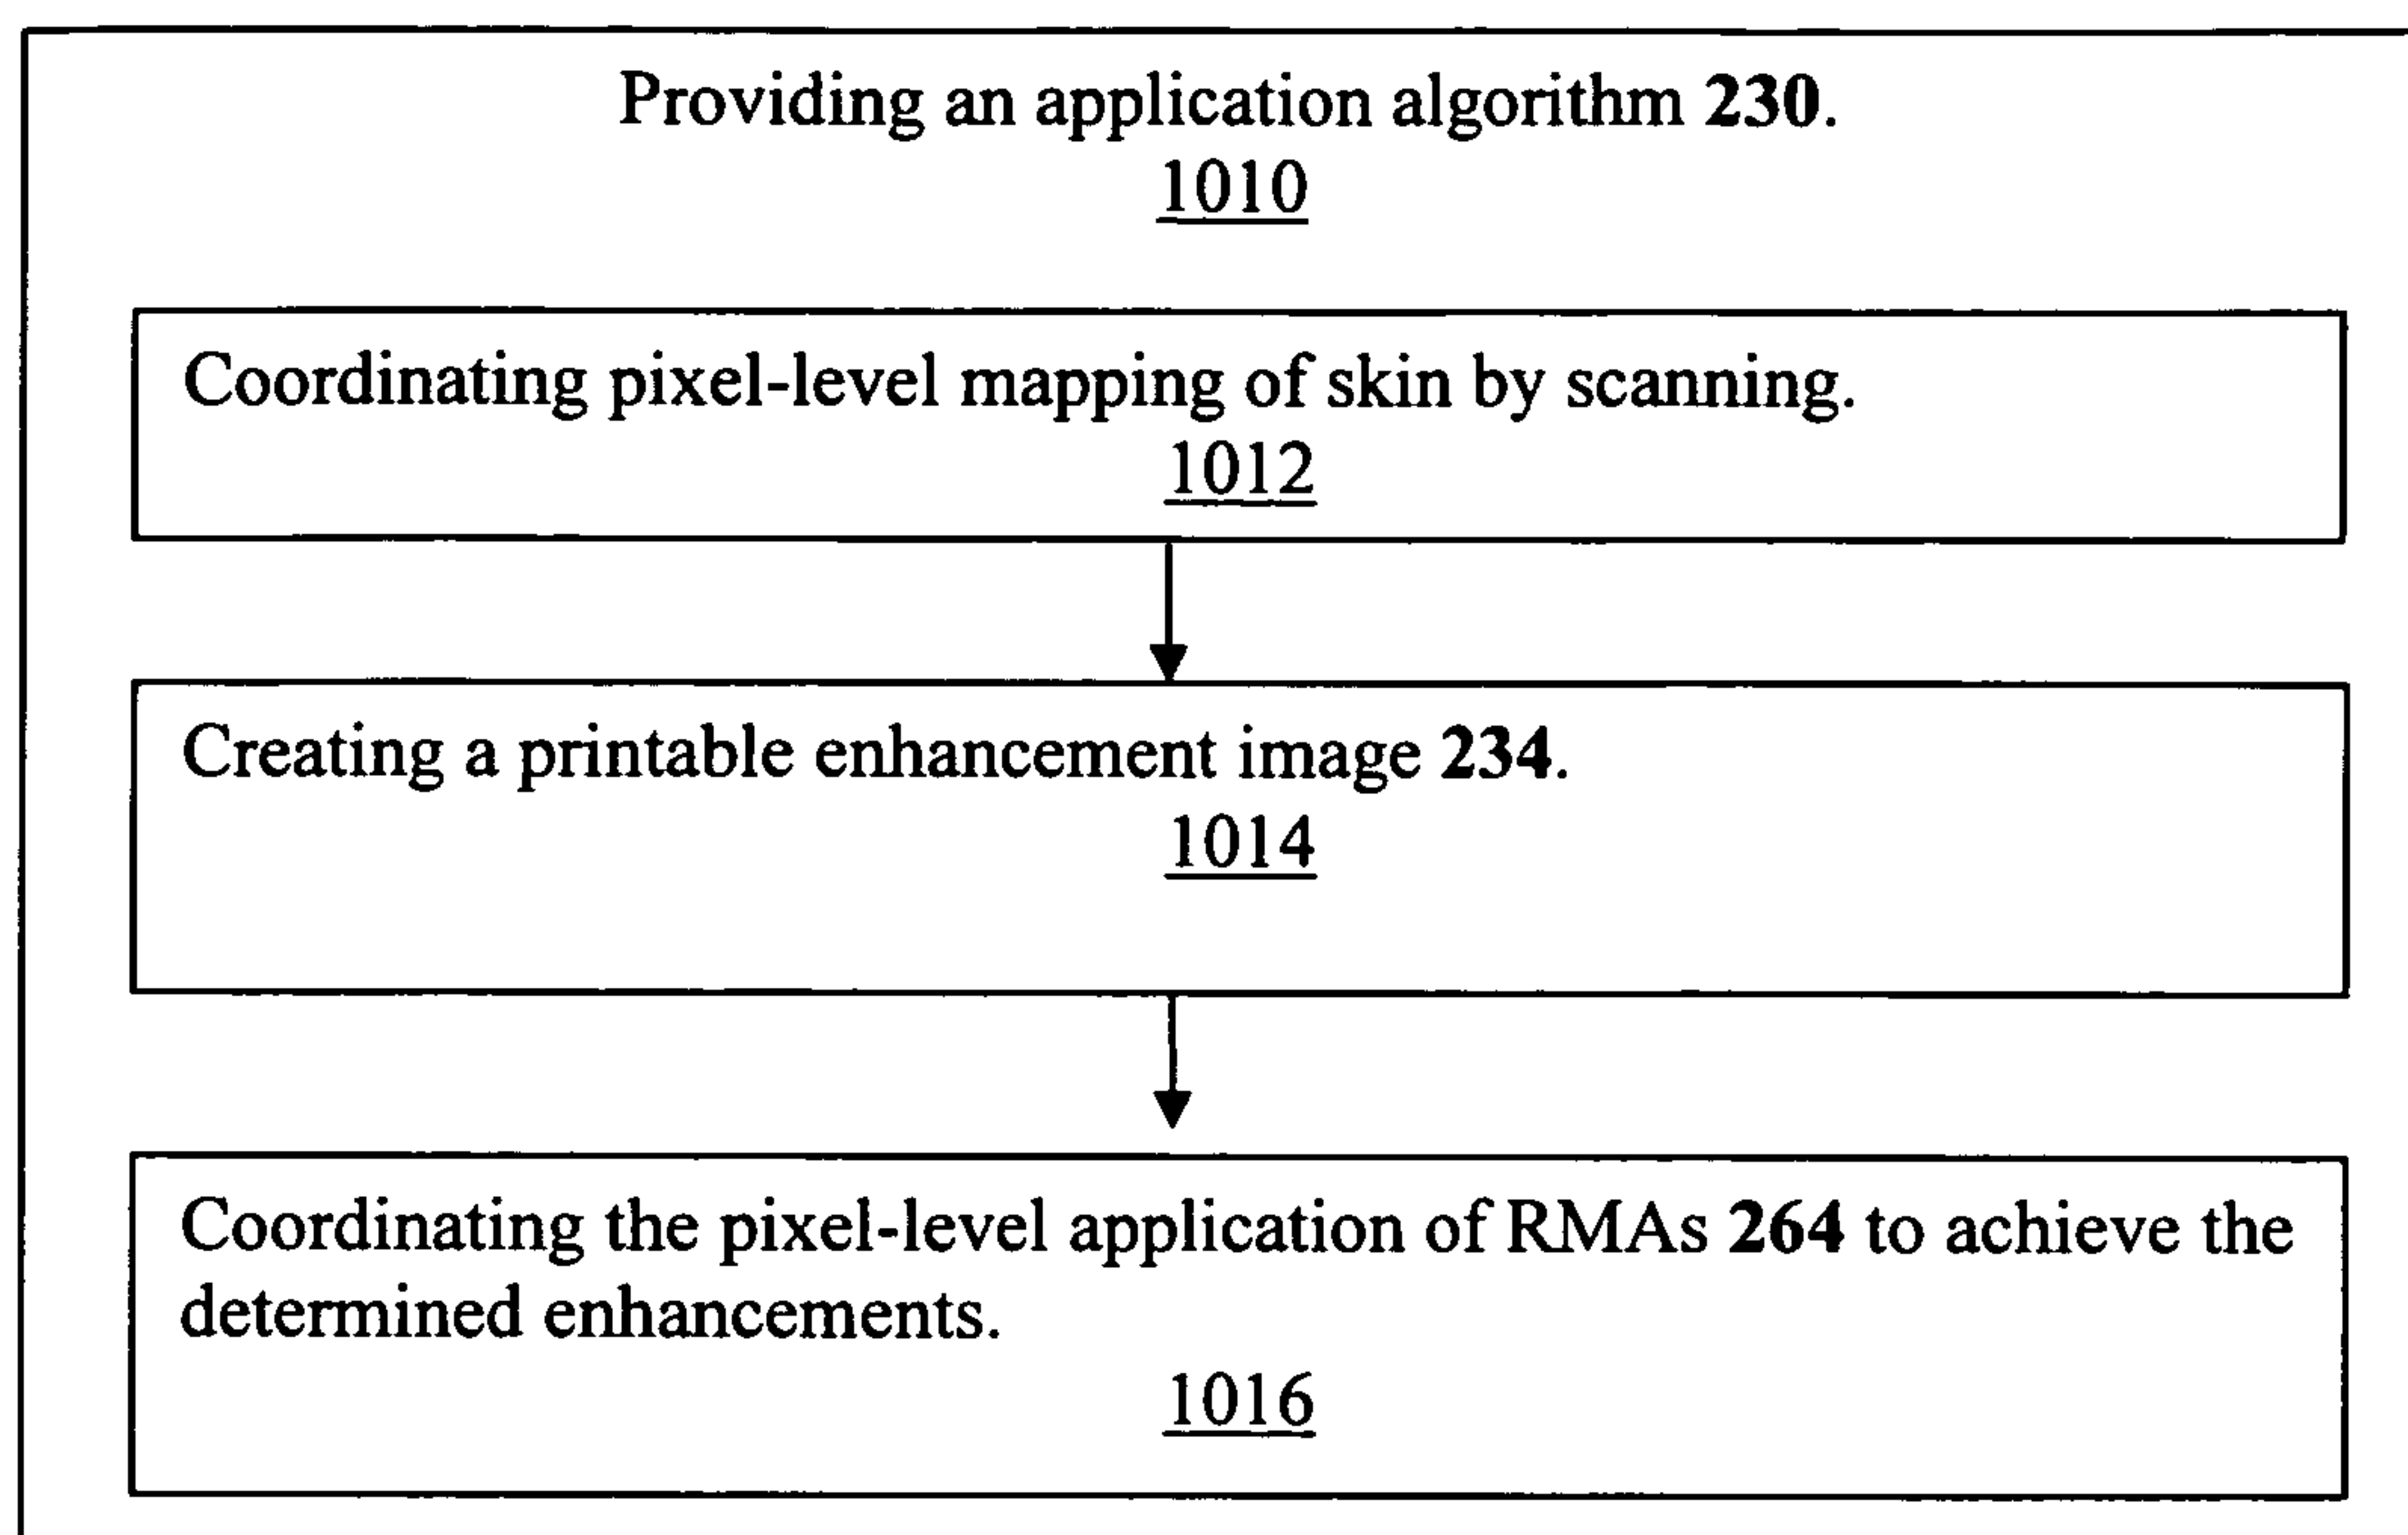 Providing an application algorithm 230.
1010
Coordinating pixel-level mapping of skin by scanning.
1012
Creating a printable enhancement image 234.
1014
Coordinating the pixel-level application of RMAs 264 to achieve the
determined enhancements.
1016